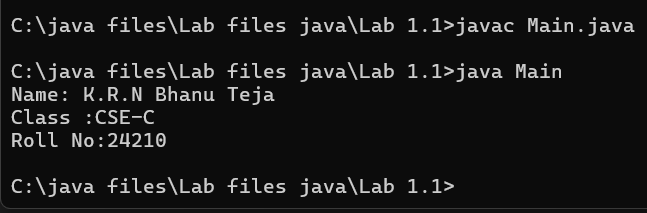 C:\java files\Lab files java\Lab 1.1>javac Main.java
C:\java files\Lab files java\Lab 1.1>java Main
Name: K.R.N Bhanu Teja
Class :CSE-C
Roll No:24210
C:\java files\Lab files java\Lab 1.1>